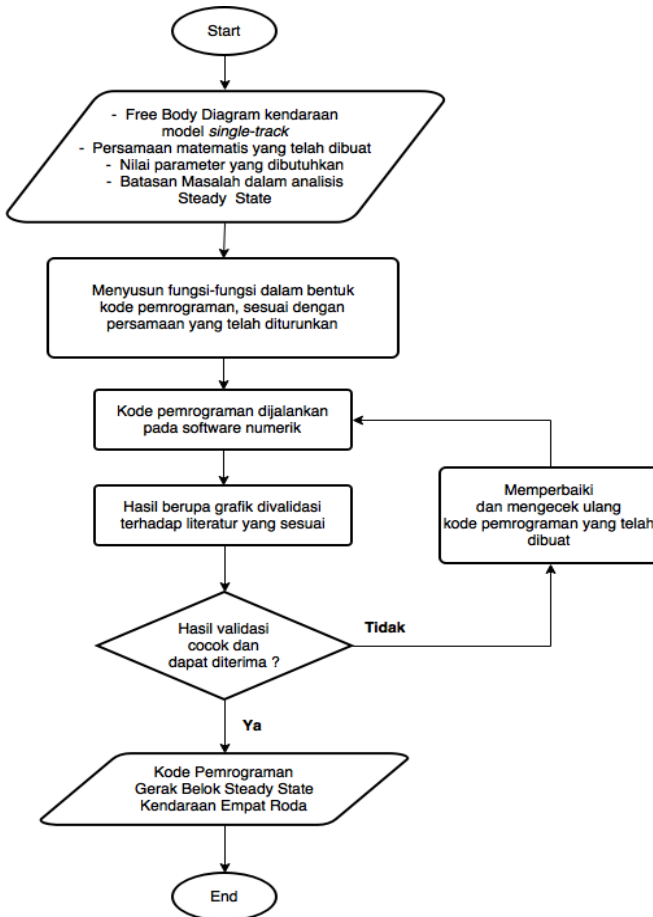 Start
- Free Body Diagram kendaraan
model single-track
- Persamaan matematis yang telah dibuat
- Nilai parameter yang dibutuhkan
- Batasan Masalah dalam analisis
Steady State
Menyusun fungsi-fungsi dalam bentuk
kode pemrograman, sesuai dengan
persamaan yang telah diturunkan
Kode pemrograman dijalankan
pada software numerik
Hasil berupa grafik divalidasi
terhadap literatur yang sesuai
Memperbaiki
dan mengecek ulang
kode pemrograman yang telah
dibuat
Hasil validasi
cocok dan
dapat diterima ?
Tidak
Ya
Kode Pemrograman
Gerak Belok Steady State
Kendaraan Empat Roda
End